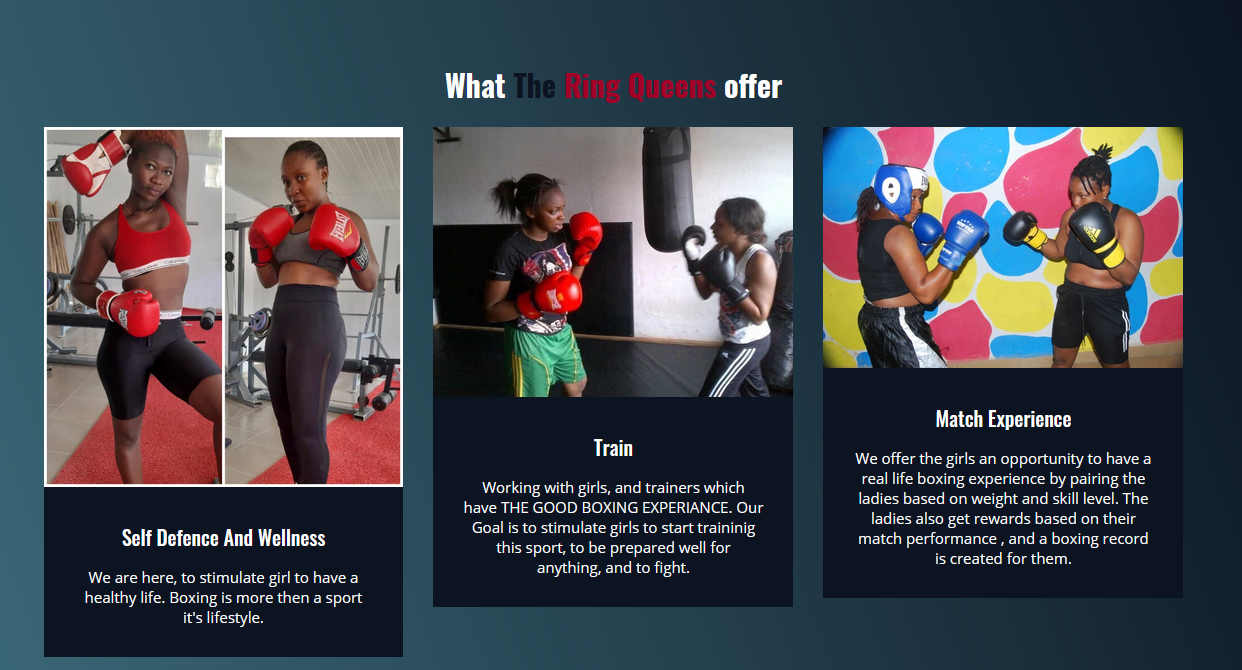 What The Ring Queens offer
EVERLAST
Self Defence And Wellness
We are here, to stimulate girl to have a
healthy life. Boxing is more then a sport
it's lifestyle.
Train
Working with girls, and trainers which
have THE GOOD BOXING EXPERIANCE. Our
Goal is to stimulate girls to start traininig
this sport, to be prepared well for
anything, and to fight.
Match Experience
We offer the girls an opportunity to have a
real life boxing experience by pairing the
ladies based on weight and skill level. The
ladies also get rewards based on their
match performance , and a boxing record
is created for them.